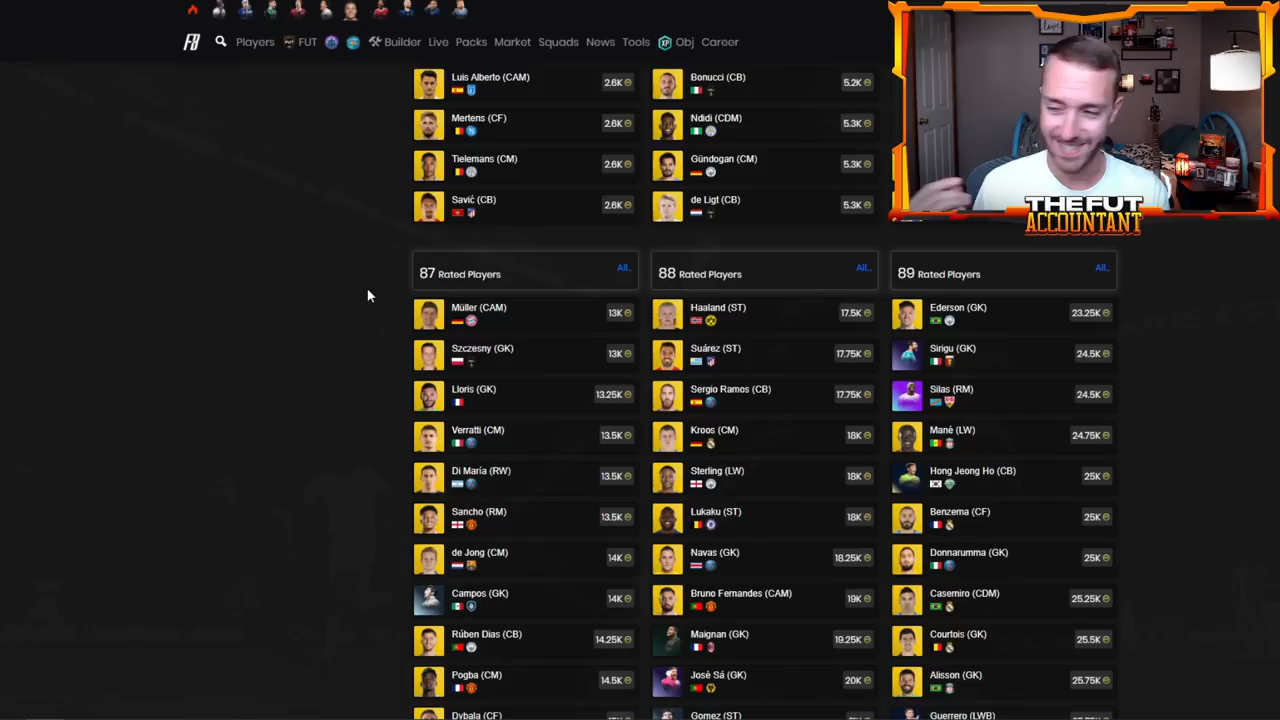 FB Players FUT Builder Live Packs Market Squads News Tools XP Obj Career
Luis Alberto (CAM) 2.6K
Mertens (CF) 2.6K
Tielemans (CM) 2.6K
Savić (CB) 2.6K
Bonucci (CB) 5.2K
Ndidi (CDM) 5.3K
Gündogan (CM) 5.3K
de Ligt (CB) 5.3K
THE FUT
ACCOUNTANT
87 Rated Players All..
Müller (CAM) 13K
Szczesny (GK) 13K
Lloris (GK) 13.25K
Verratti (CM) 13.5K
Di María (RW) 13.5K
Sancho (RM) 13.5K
de Jong (CM) 14K
Campos (GK) 14K
Rúben Dias (CB) 14.25K
Pogba (CM) 14.5K
Dybala (CF)
88 Rated Players All..
Haaland (ST) 17.5K
Suárez (ST) 17.75K
Sergio Ramos (CB) 17.75K
Kroos (CM) 18K
Sterling (LW) 18K
Lukaku (ST) 18K
Navas (GK) 18.25K
Bruno Fernandes (CAM) 19K
Maignan (GK) 19.25K
José Sá (GK) 20K
Gomez (ST)
89 Rated Players All..
Ederson (GK) 23.25K
Sirigu (GK) 24.5K
Silas (RM) 24.5K
Mané (LW) 24.75K
Hong Jeong Ho (CB) 25K
Benzema (CF) 25K
Donnarumma (GK) 25K
Casemiro (CDM) 25.25K
Courtois (GK) 25.5K
Alisson (GK) 25.75K
Guerrero (LWB)